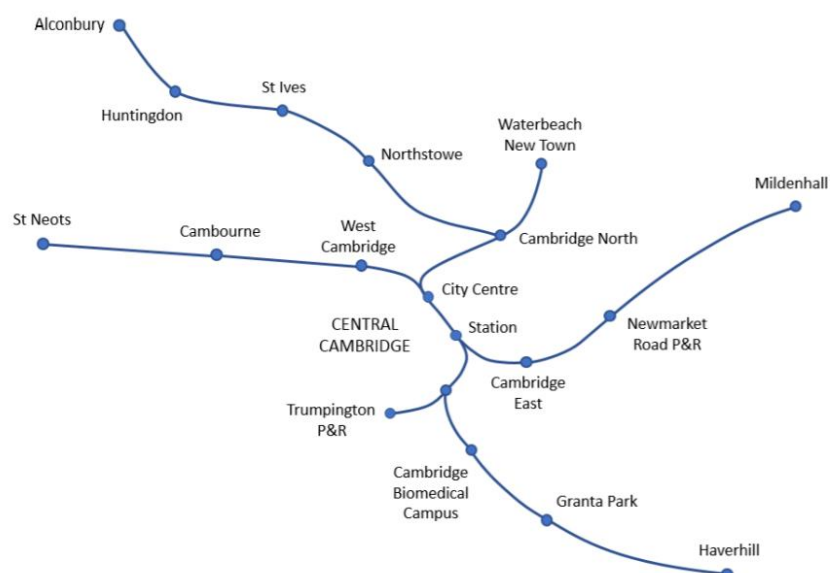 Alconbury
St Ives
Huntingdon
Waterbeach
New Town
Northstowe
Mildenhall
St Neots
Cambourne
West
Cambridge
Cambridge North
City Centre
CENTRAL
CAMBRIDGE
Station
Newmarket
Road P&R
Cambridge
East
Trumpington
P&R
Cambridge
Biomedical
Campus
Granta Park
Haverhill